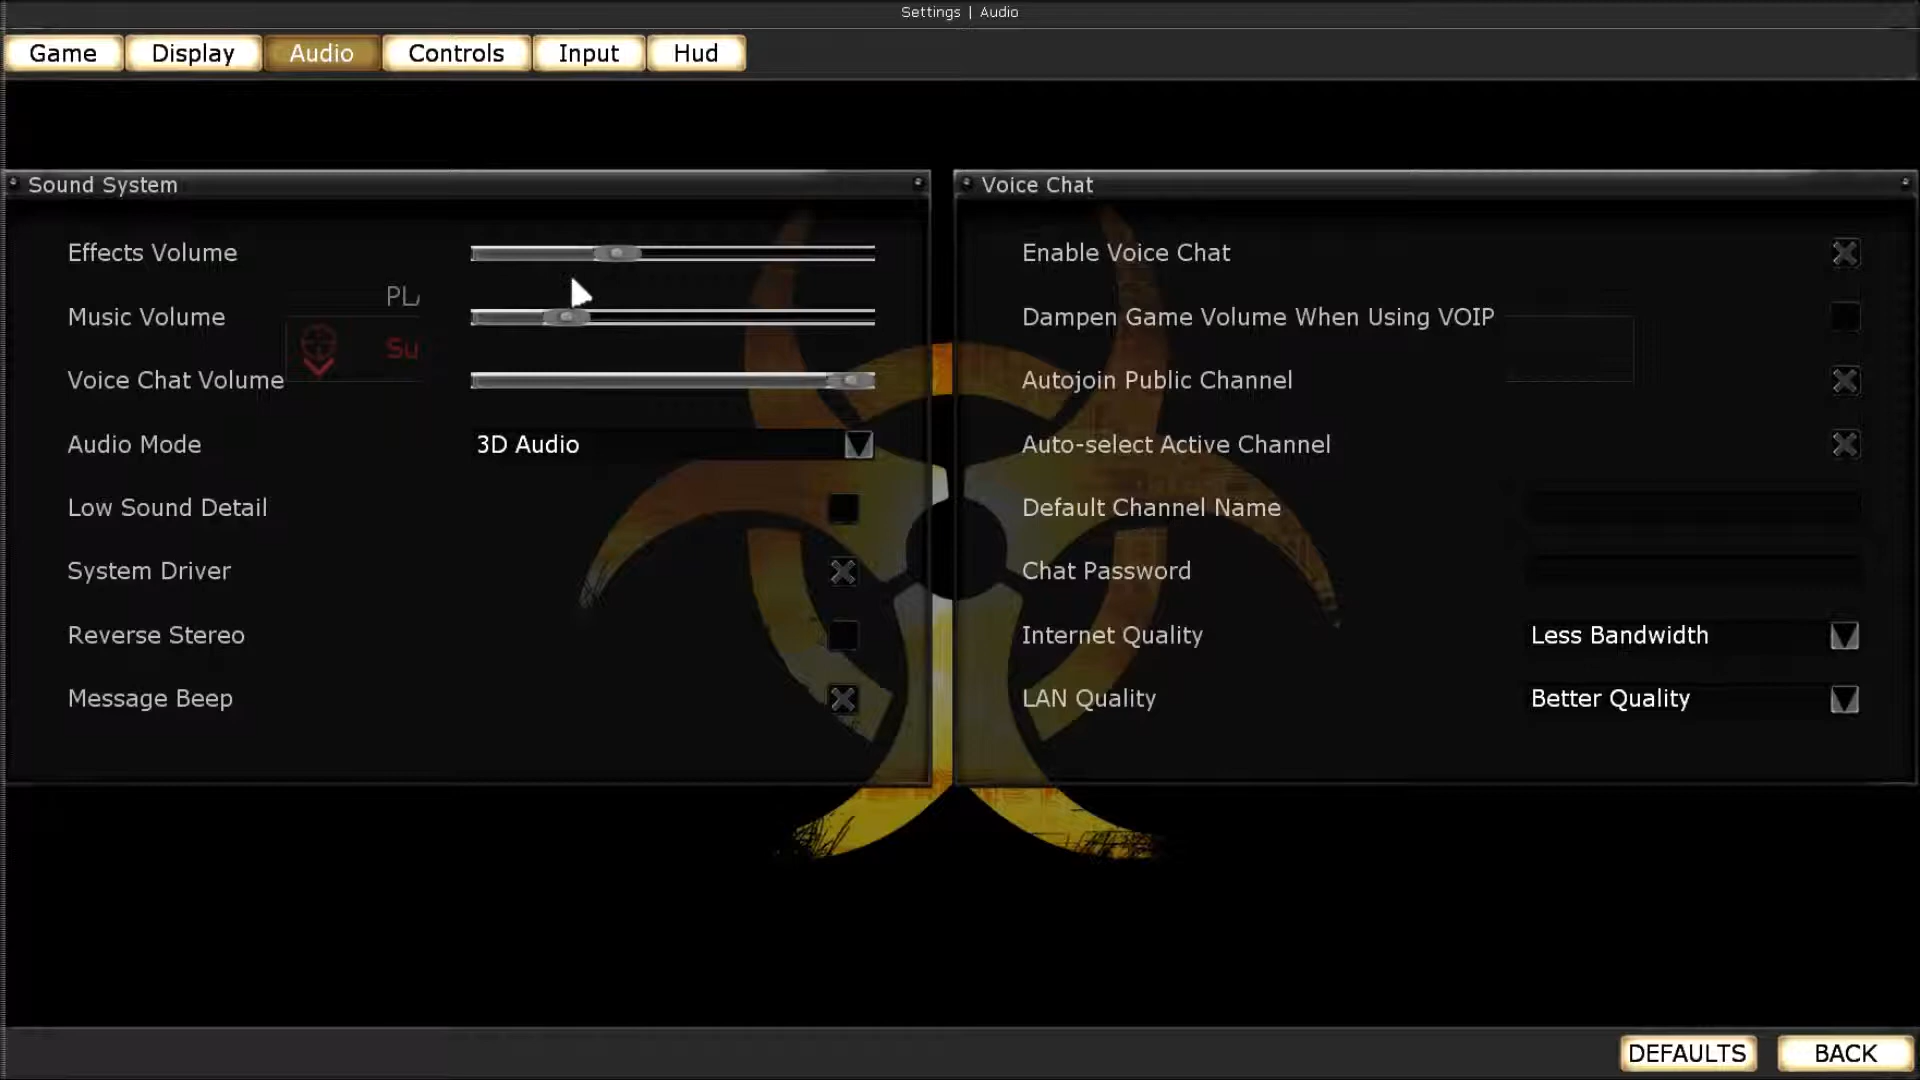 Settings | Audio
Game Display Audio Controls Input Hud
Sound System
Effects Volume
PL
Music Volume
Su
Voice Chat Volume
Audio Mode 3D Audio
Low Sound Detail
System Driver
Reverse Stereo
Message Beep
Voice Chat
Enable Voice Chat
Dampen Game Volume When Using VOIP
Autojoin Public Channel
Auto-select Active Channel
Default Channel Name
Chat Password
Internet Quality Less Bandwidth
LAN Quality Better Quality
DEFAULTS BACK